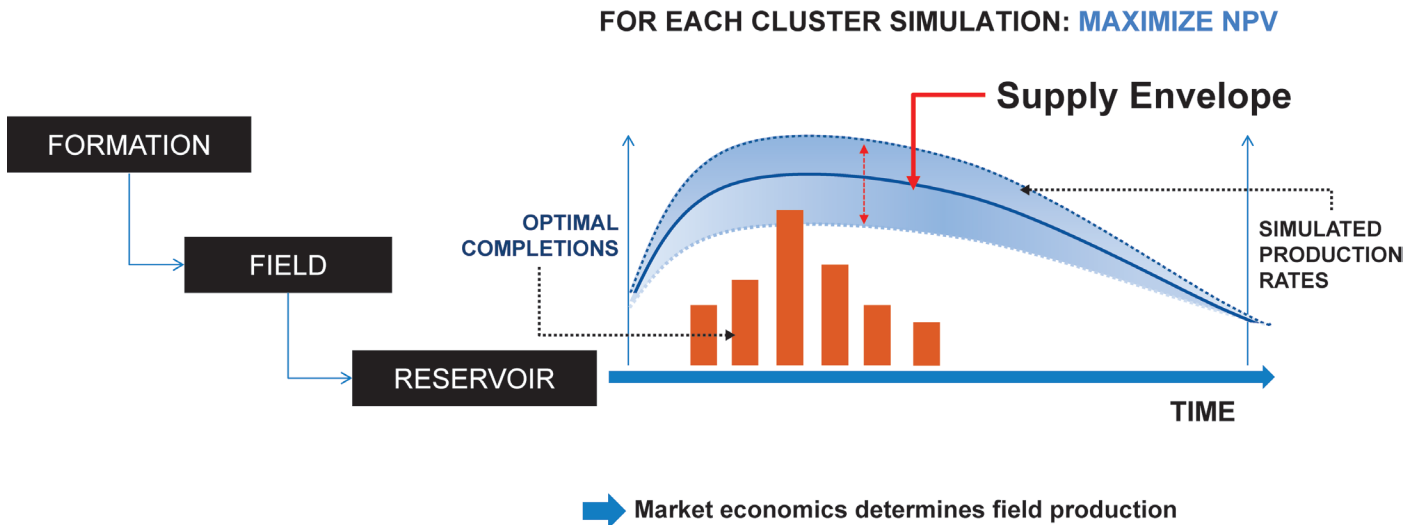 FOR EACH CLUSTER SIMULATION: MAXIMIZE NPV
Supply Envelope
FORMATION
OPTIMAL
COMPLETIONS
SIMULATED
PRODUCTION
RATES
FIELD
RESERVOIR
TIME
Market economics determines field production